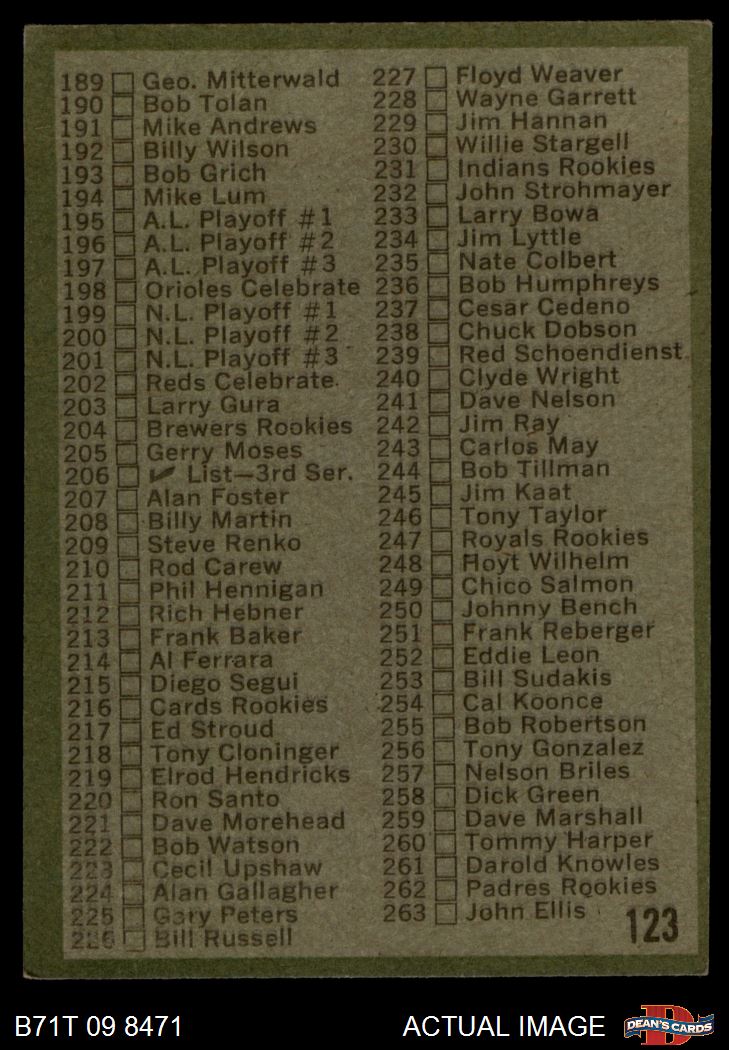 189 Geo. Mitterwald
190 Bob Tolan
191 Mike Andrews
192 Billy Wilson
193 Bob Grich
194 Mike Lum
195 A.L. Playoff #1
196 A.L. Playoff #2
197 A.L. Playoff #3
198 Orioles Celebrate
199 N.L. Playoff #1
200 N.L. Playoff #2
201 N.L. Playoff #3
202 Reds Celebrate
203 Larry Gura
204 Brewers Rookies
205 Gerry Moses
206 ✔ List—3rd Ser.
207 Alan Foster
208 Billy Martin
209 Steve Renko
210 Rod Carew
211 Phil Hennigan
212 Rich Hebner
213 Frank Baker
214 Al Ferrara
215 Diego Segui
216 Cards Rookies
217 Ed Stroud
218 Tony Cloninger
219 Elrod Hendricks
220 Ron Santo
221 Dave Morehead
222 Bob Watson
223 Cecil Upshaw
224 Alan Gallagher
225 Gary Peters
226 Bill Russell
227 Floyd Weaver
228 Wayne Garrett
229 Jim Hannan
230 Willie Stargell
231 Indians Rookies
232 John Strohmayer
233 Larry Bowa
234 Jim Lyttle
235 Nate Colbert
236 Bob Humphreys
237 Cesar Cedeno
238 Chuck Dobson
239 Red Schoendienst
240 Clyde Wright
241 Dave Nelson
242 Jim Ray
243 Carlos May
244 Bob Tillman
245 Jim Kaat
246 Tony Taylor
247 Royals Rookies
248 Hoyt Wilhelm
249 Chico Salmon
250 Johnny Bench
251 Frank Reberger
252 Eddie Leon
253 Bill Sudakis
254 Cal Koonce
255 Bob Robertson
256 Tony Gonzalez
257 Nelson Briles
258 Dick Green
259 Dave Marshall
260 Tommy Harper
261 Darold Knowles
262 Padres Rookies
263 John Ellis
123
B71T 09 8471
ACTUAL IMAGE
D
DEAN'S CARDS